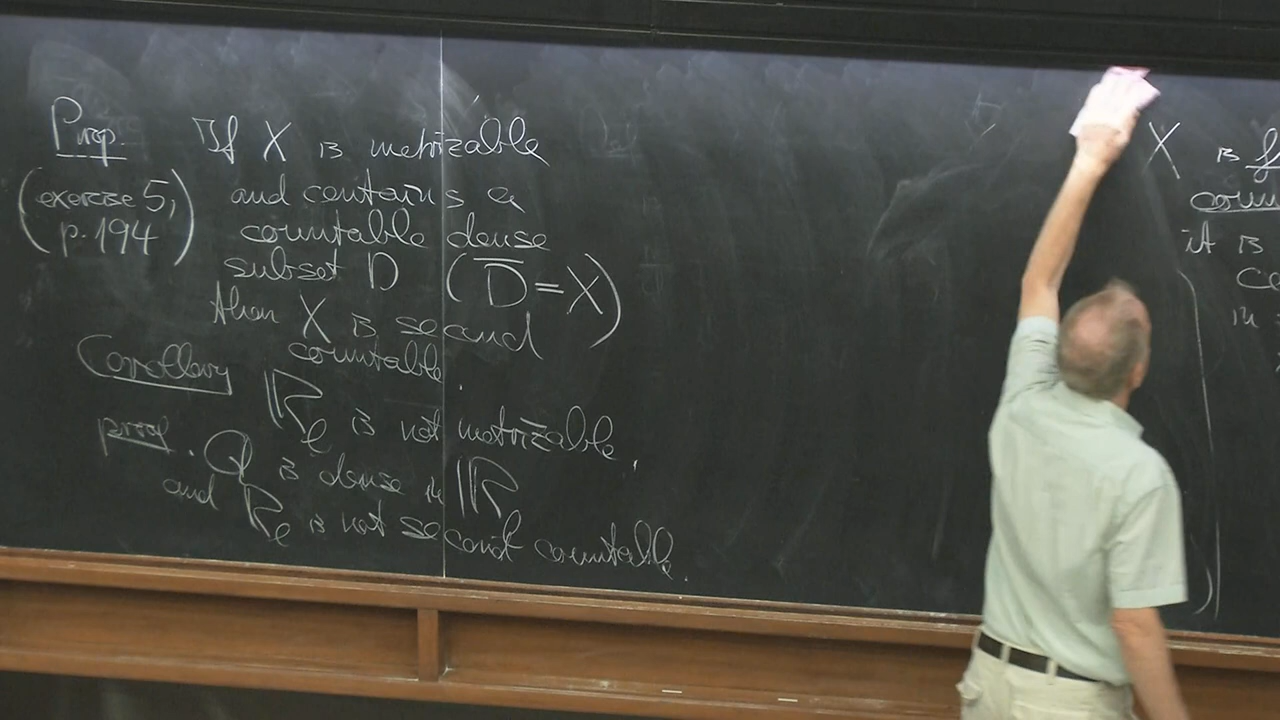 Prop. If X is metrizable
(exercise 5, and contains a
p. 194) countable dense
subset D (D̅ = X)
then X is second
countable.
Corollary ℝ_ℓ is not metrizable.
proof. Q is dense in ℝ
and ℝ_ℓ is not second countable.
X is
it is
in